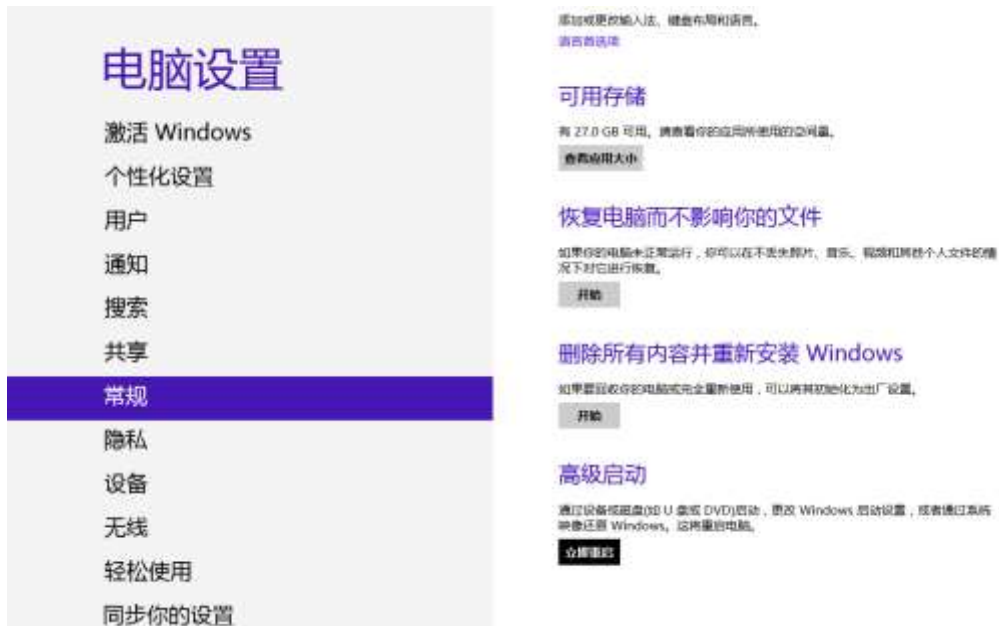 电脑设置
激活 Windows
个性化设置
用户
通知
搜索
共享
常规
隐私
设备
无线
轻松使用
同步你的设置
添加或更改输入法、键盘布局和语言。
语言首选项
可用存储
有 27.0 GB 可用。请查看你的应用所使用的空间量。
查看应用大小
恢复电脑而不影响你的文件
如果你的电脑未正常运行，你可以在不丢失照片、音乐、视频和其他个人文件的情
况下对它进行恢复。
开始
删除所有内容并重新安装 Windows
如果要回收你的电脑或完全重新使用，可以将其初始化为出厂设置。
开始
高级启动
通过设备或磁盘(如 U 盘或 DVD)启动，更改 Windows 启动设置，或者通过系统
映像还原 Windows。这将重启电脑。
立即重启